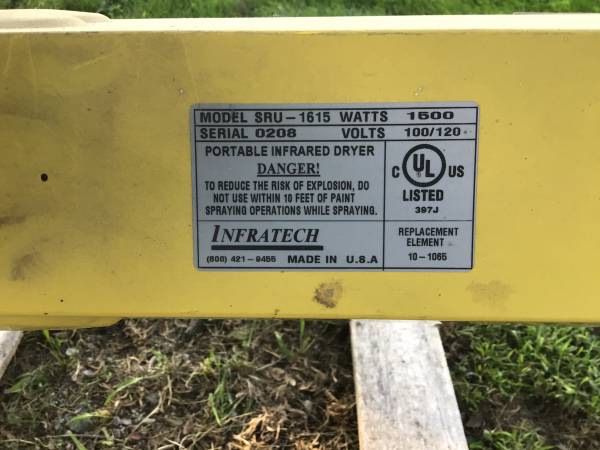 MODEL SRU-1615 WATTS 1500
SERIAL 0208 VOLTS 100/120
PORTABLE INFRARED DRYER
DANGER!
TO REDUCE THE RISK OF EXPLOSION, DO
NOT USE WITHIN 10 FEET OF PAINT
SPRAYING OPERATIONS WHILE SPRAYING.
INFRATECH
(800) 421-9455 MADE IN U.S.A
C UL US
LISTED
397J
REPLACEMENT
ELEMENT
10-1065